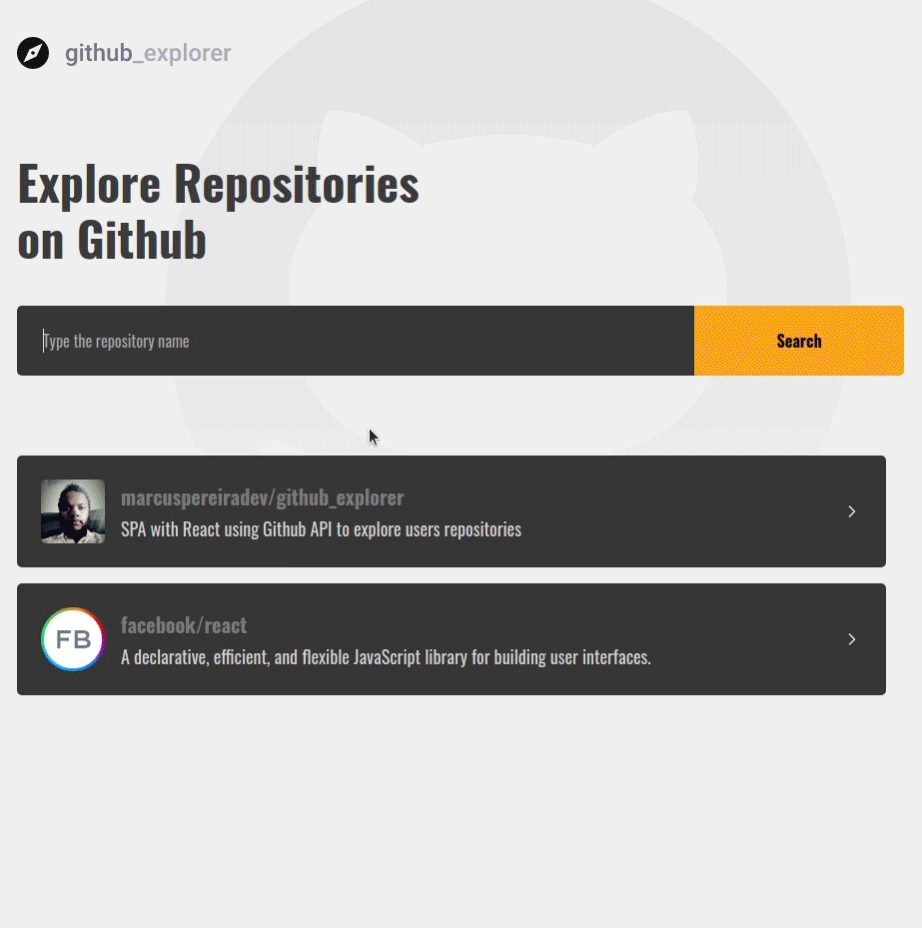 github_explorer
Explore Repositories
on Github
Type the repository name
Search
marcuspereiradev/github_explorer
SPA with React using Github API to explore users repositories
FB
facebook/react
A declarative, efficient, and flexible JavaScript library for building user interfaces.